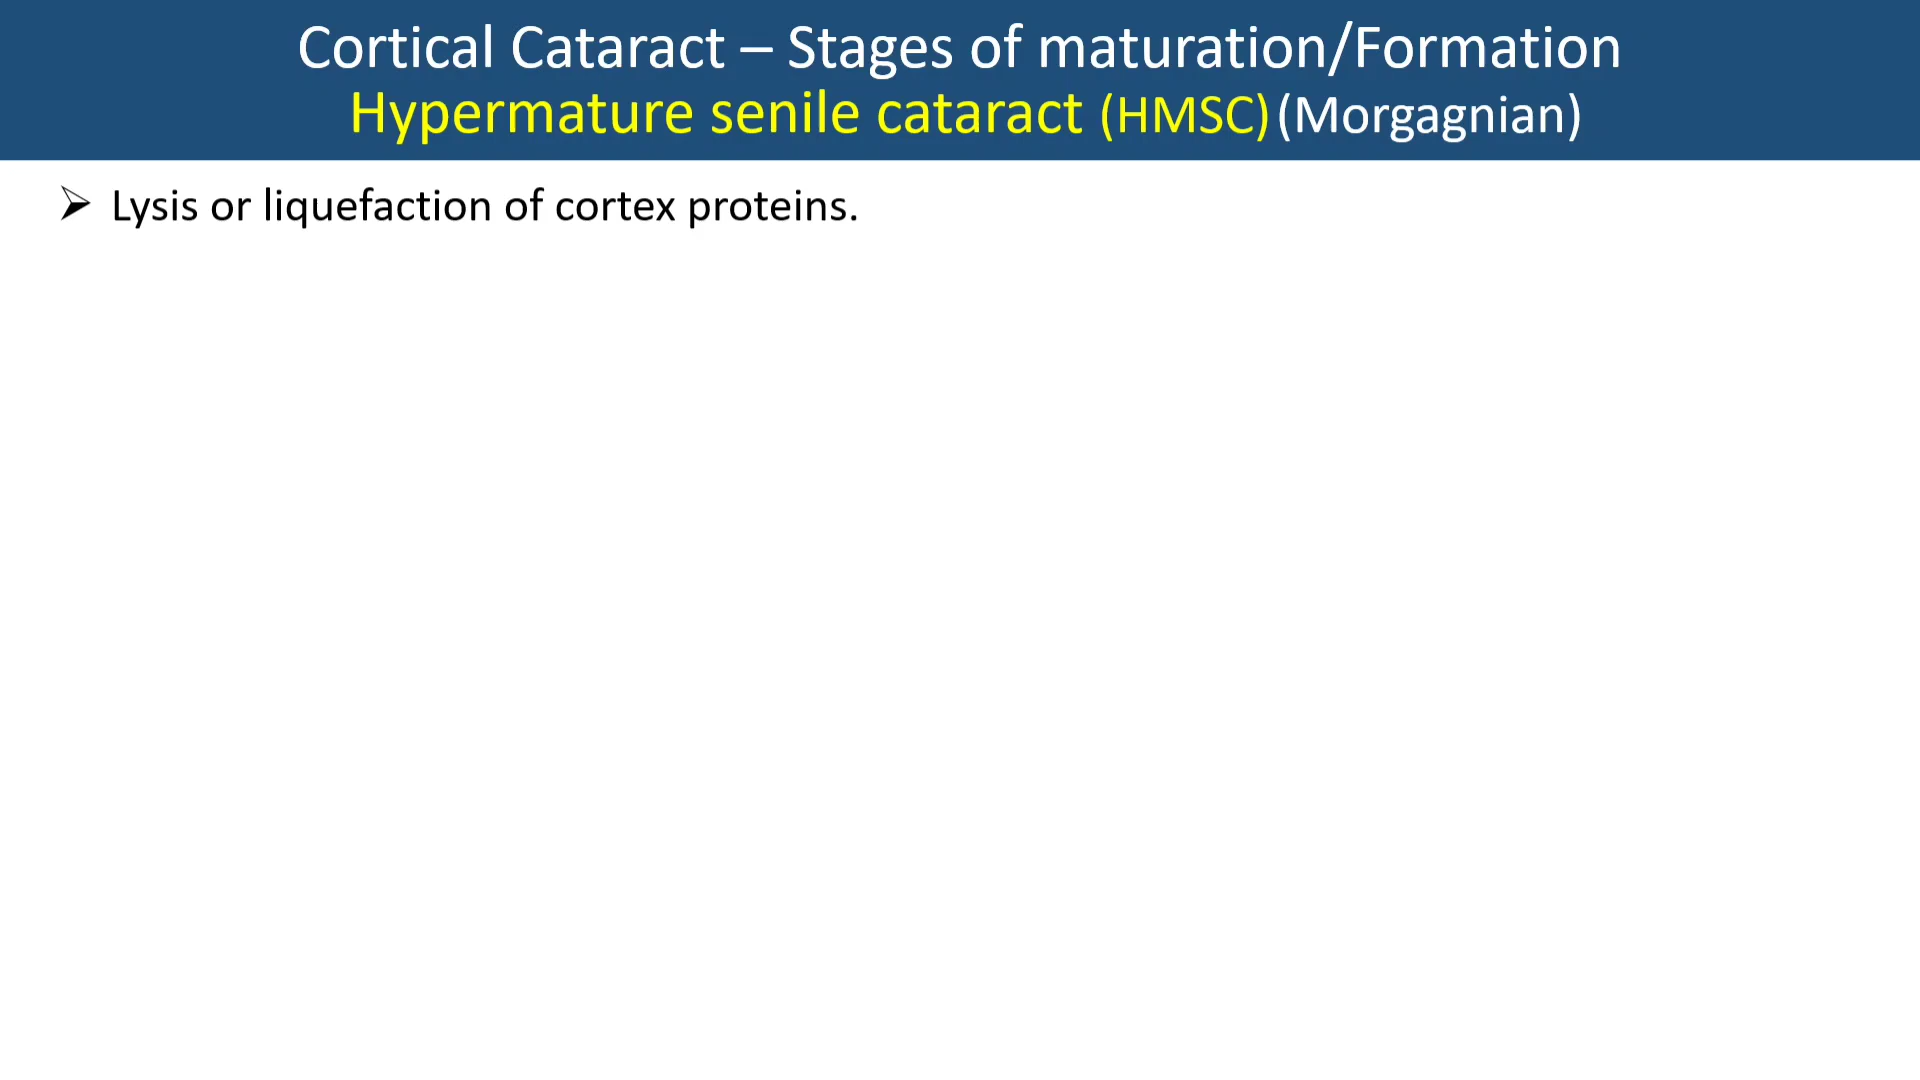 Cortical Cataract – Stages of maturation/Formation
Hypermature senile cataract (HMSC) (Morgagnian)
➢ Lysis or liquefaction of cortex proteins.